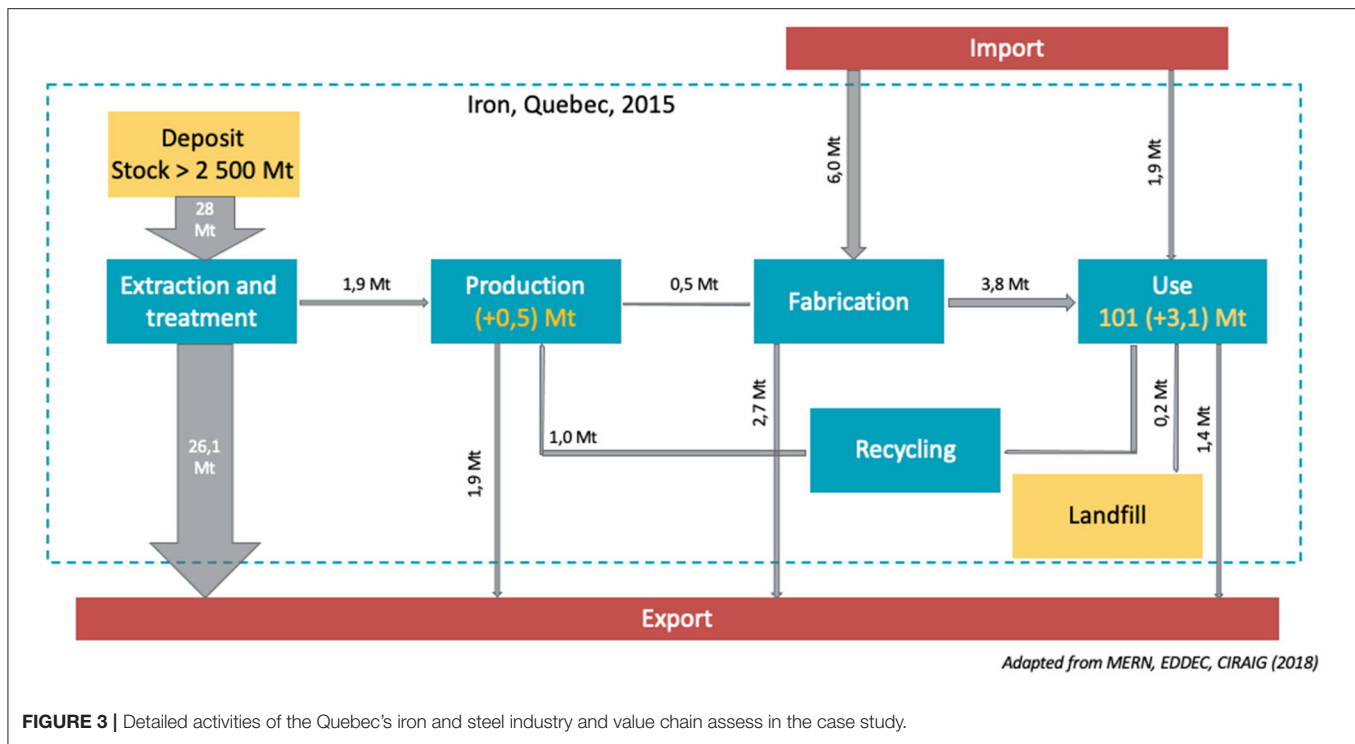 Import
Iron, Quebec, 2015
Deposit
Stock > 2 500 Mt
28
Mt
6,0 Mt
1,9 Mt
Extraction and
treatment
1,9 Mt
Production
(+0,5) Mt
0,5 Mt
Fabrication
3,8 Mt
Use
101 (+3,1) Mt
26,1
Mt
1,9 Mt
1,0 Mt
2,7 Mt
Recycling
0,2 Mt
1,4 Mt
Landfill
Export
Adapted from MERN, EDDEC, CIRAIG (2018)
FIGURE 3 | Detailed activities of the Quebec's iron and steel industry and value chain assess in the case study.